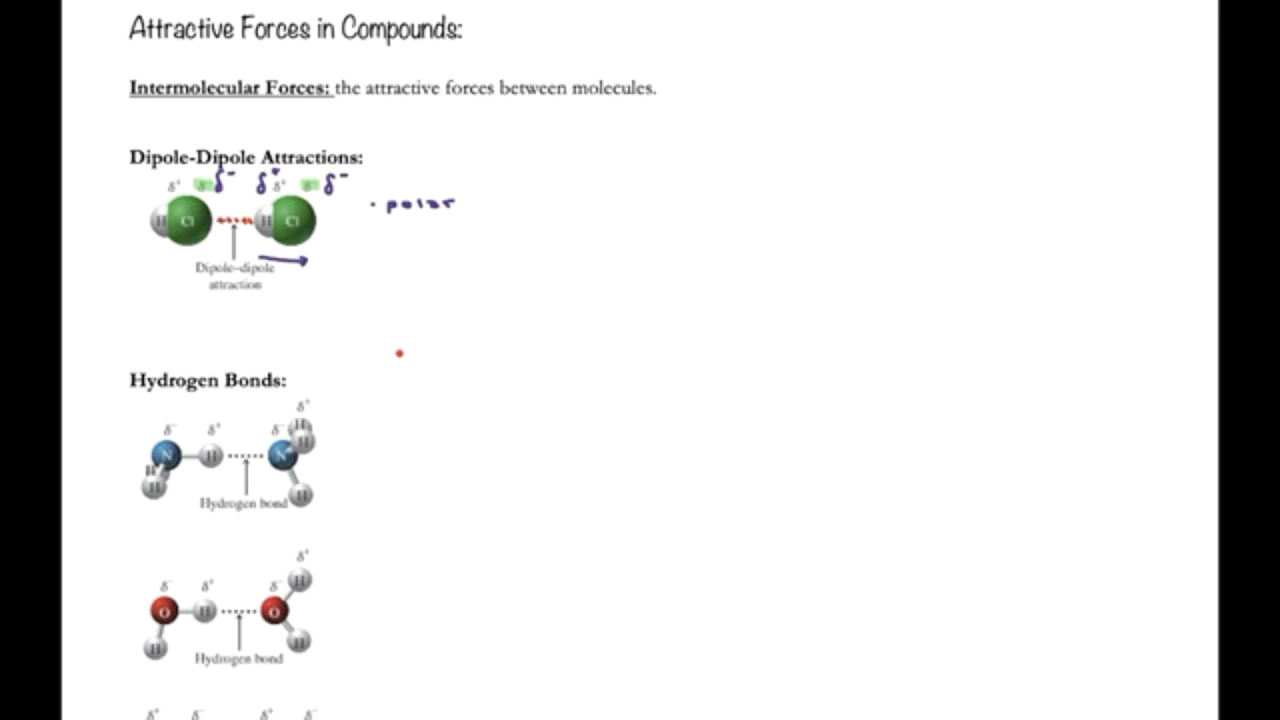 Attractive Forces in Compounds:
Intermolecular Forces: the attractive forces between molecules.
Dipole-Dipole Attractions:
δ⁺ δ⁻ δ⁻ δ⁺ δ⁺ δ⁻ δ⁻
H Cl H Cl
· polar
Dipole–dipole
attraction
Hydrogen Bonds:
δ⁺
δ⁻ δ⁺ δ⁻ H
H
N H N
H
H H
Hydrogen bond
δ⁺
δ⁻ δ⁺ δ⁻ H
O H O
H H
Hydrogen bond
δ⁺ δ⁻ δ⁺ δ⁻